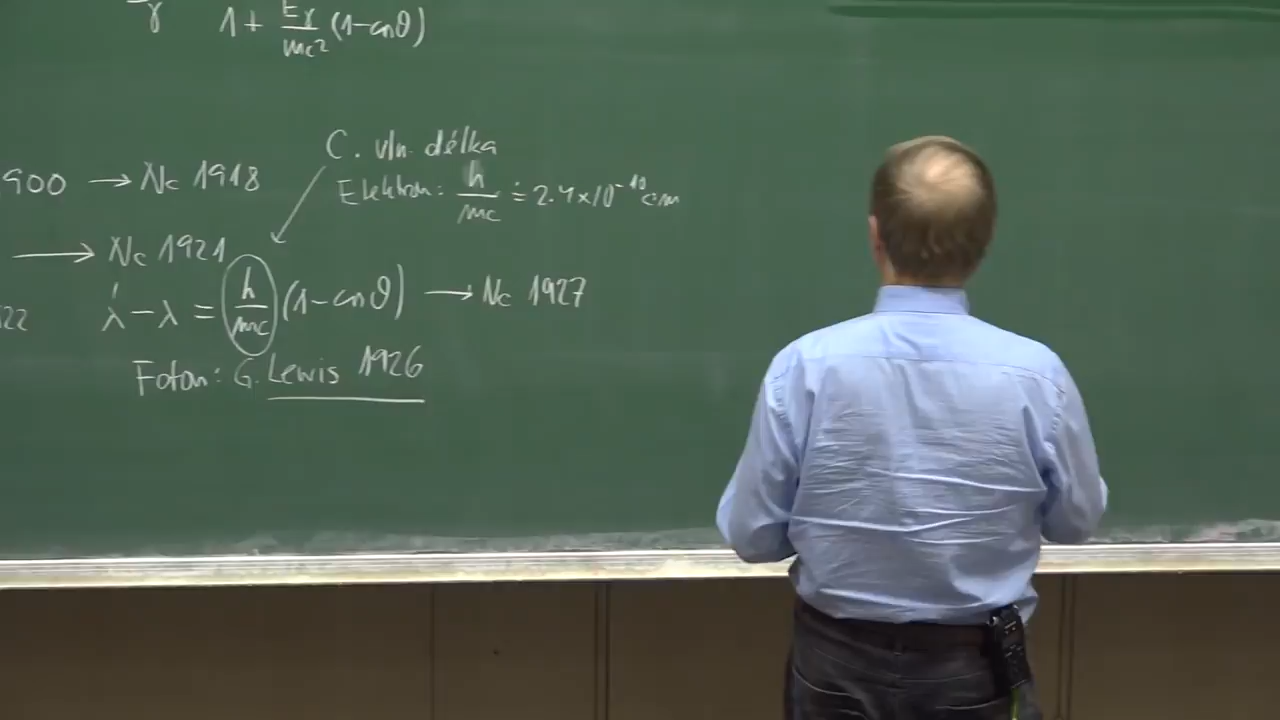 γ 1 + Eγ/mc² (1-cosθ)
C. vln. délka
900 → Nc 1918
Elektron: h/mc ≐ 2.4×10⁻¹⁰ cm
→ Nc 1921
22 λ' - λ = h/mc (1-cosϑ) → Nc 1927
Foton: G. Lewis 1926